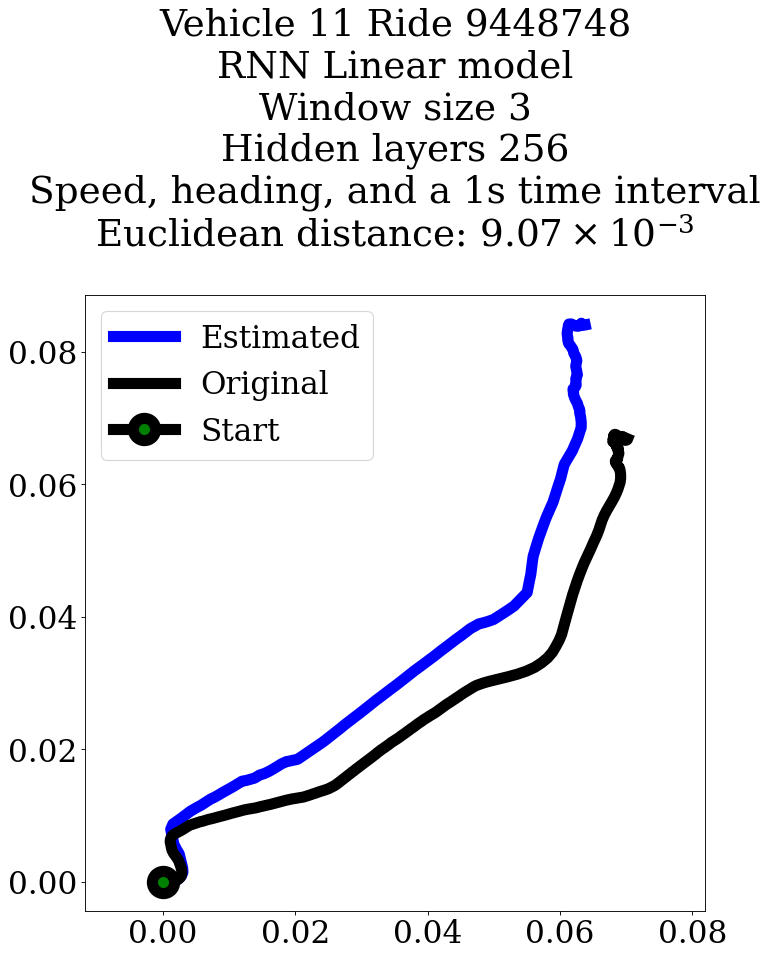 Vehicle 11 Ride 9448748
RNN Linear model
Window size 3
Hidden layers 256
Speed, heading, and a 1s time interval
Euclidean distance: 9.07 × 10⁻³
Estimated
Original
Start
0.08
0.06
0.04
0.02
0.00
0.00 0.02 0.04 0.06 0.08